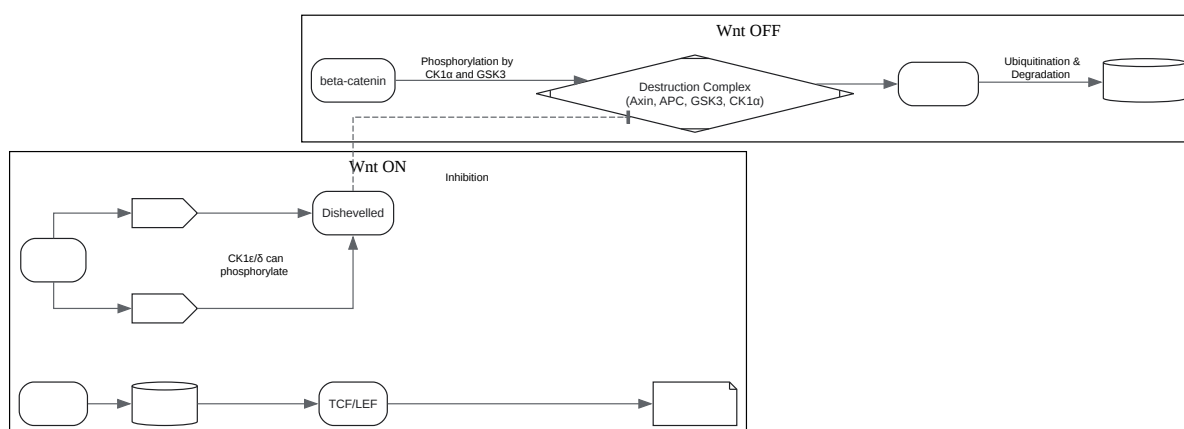 Wnt OFF
beta-catenin
Phosphorylation by
CK1α and GSK3
Destruction Complex
(Axin, APC, GSK3, CK1α)
Ubiquitination &
Degradation
Wnt ON
Inhibition
Dishevelled
CK1ε/δ can
phosphorylate
TCF/LEF